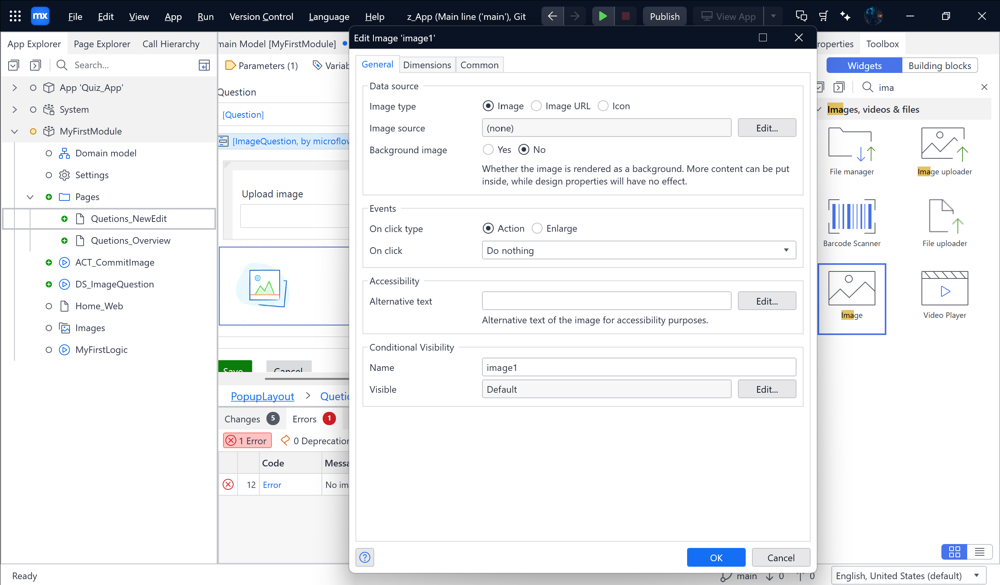 mx File Edit View App Run Version Control Language Help z_App (Main line ('main'), Git Publish View App
App Explorer Page Explorer Call Hierarchy
Search...
App 'Quiz_App'
System
MyFirstModule
Domain model
Settings
Pages
Quetions_NewEdit
Quetions_Overview
ACT_CommitImage
DS_ImageQuestion
Home_Web
Images
MyFirstLogic
main Model [MyFirstModule]
Parameters (1) Variab
Question
[Question]
[ImageQuestion, by microflow
Upload image
Save Cancel
PopupLayout > Quetio
Changes 5 Errors 1
1 Error 0 Deprecation
Code Messa
12 Error No ima
Edit Image 'image1'
General Dimensions Common
Data source
Image type Image Image URL Icon
Image source (none) Edit...
Background image Yes No
Whether the image is rendered as a background. More content can be put
inside, while design properties will have no effect.
Events
On click type Action Enlarge
On click Do nothing
Accessibility
Alternative text Edit...
Alternative text of the image for accessibility purposes.
Conditional Visibility
Name image1
Visible Default Edit...
? OK Cancel
roperties Toolbox
Widgets Building blocks
ima
Images, videos & files
File manager Image uploader
Barcode Scanner File uploader
Image Video Player
Ready main 0 0 English, United States (default)